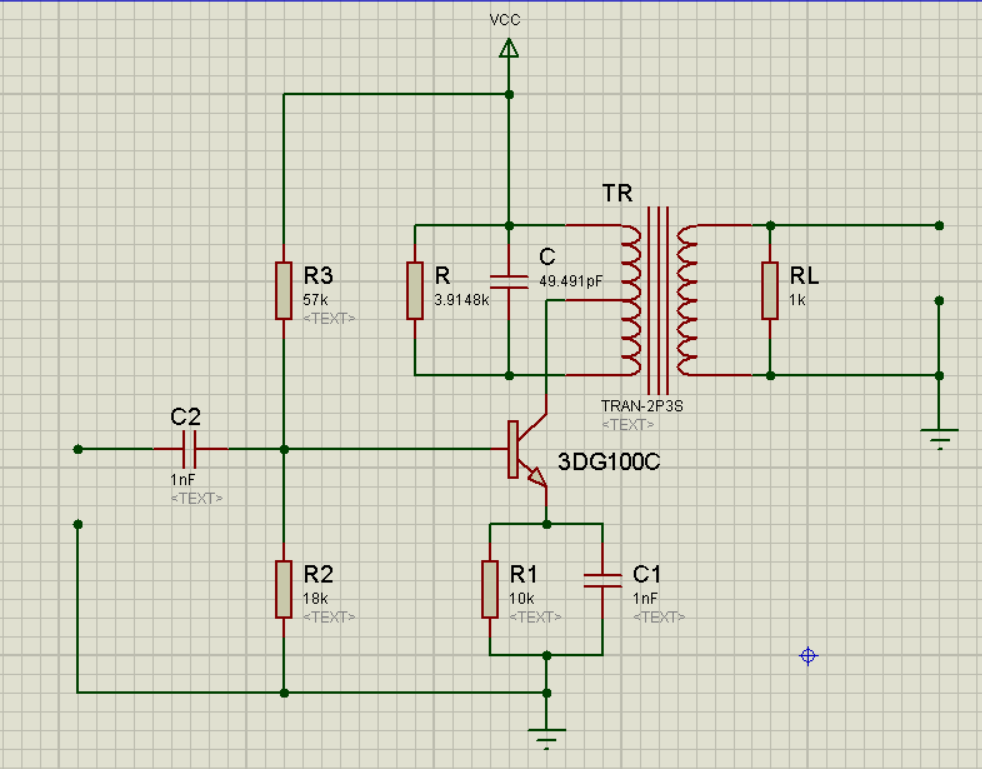 VCC
TR
R3
57k
<TEXT>
R
3.9148k
C
49.491pF
RL
1k
TRAN-2P3S
<TEXT>
C2
1nF
<TEXT>
3DG100C
R2
18k
<TEXT>
R1
10k
<TEXT>
C1
1nF
<TEXT>